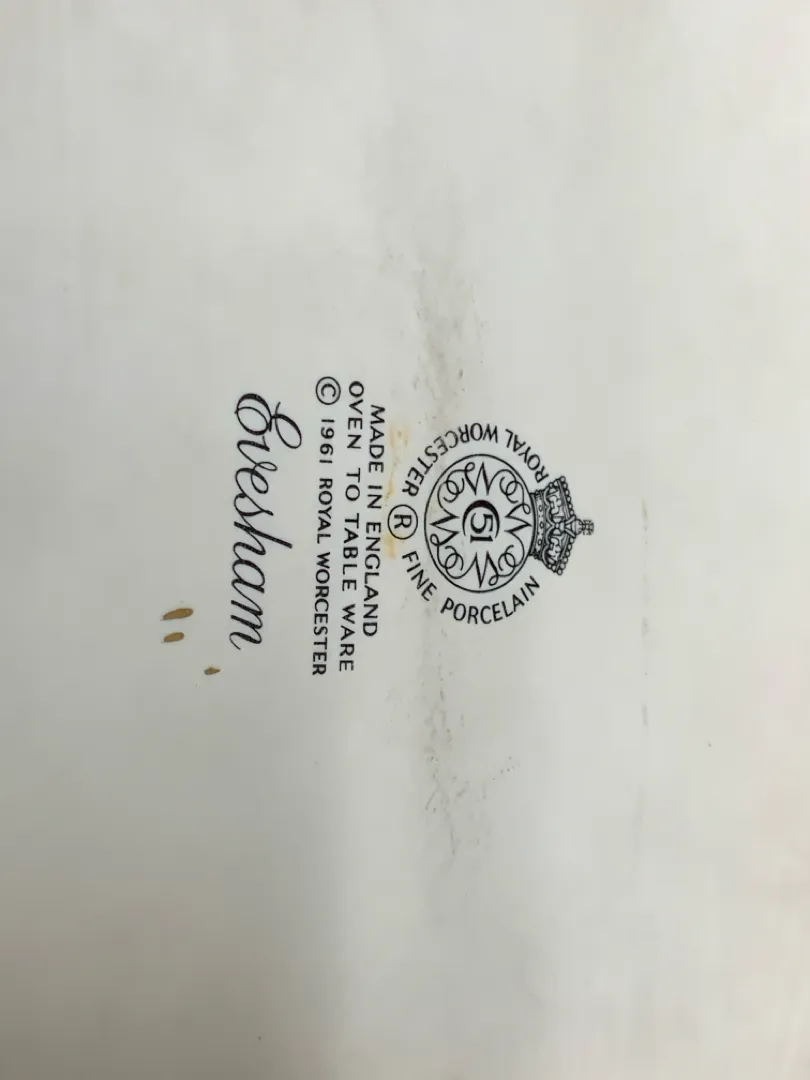 ROYAL WORCESTER ® FINE PORCELAIN
51
MADE IN ENGLAND
OVEN TO TABLE WARE
© 1961 ROYAL WORCESTER
Evesham